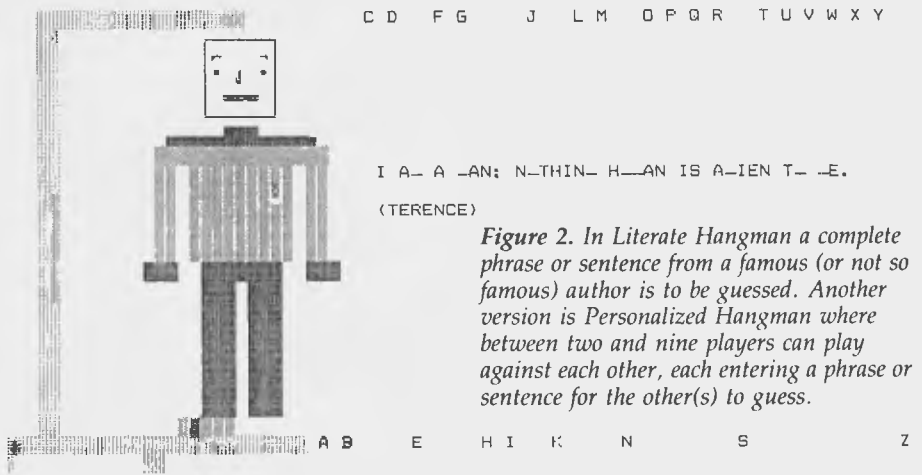 C D F G J L M O P Q R T U V W X Y
I A_ A _AN: N_THIN_ H__AN IS A_IEN T_ _E.
(TERENCE)
Figure 2. In Literate Hangman a complete
phrase or sentence from a famous (or not so
famous) author is to be guessed. Another
version is Personalized Hangman where
between two and nine players can play
against each other, each entering a phrase or
sentence for the other(s) to guess.
A B E H I K N S Z